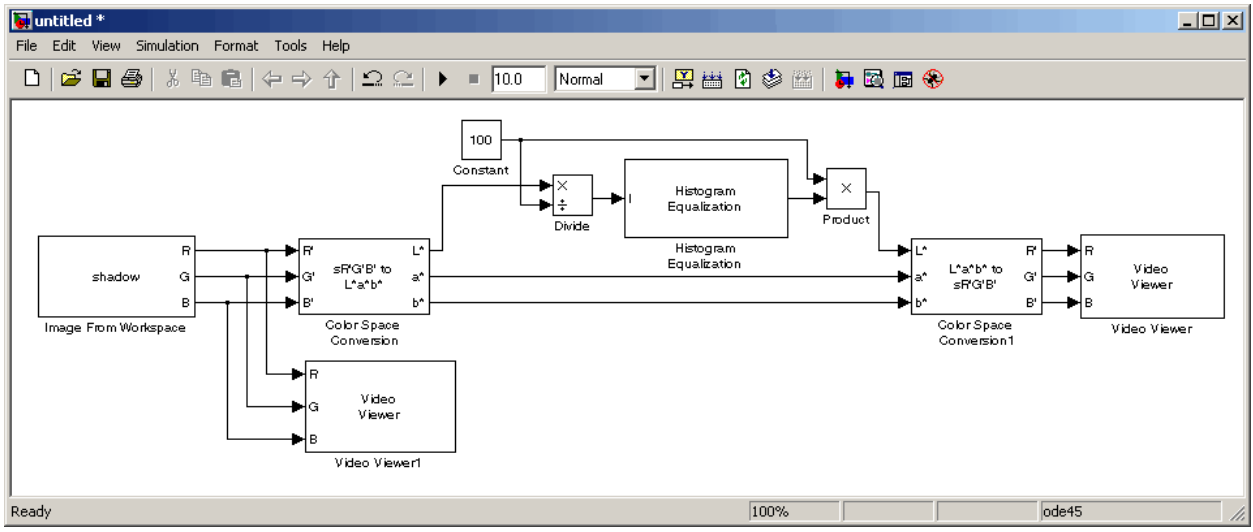 untitled *
File Edit View Simulation Format Tools Help
10.0 Normal
100
Constant
×
÷
Divide
I
Histogram
Equalization
Histogram
Equalization
×
Product
shadow
R
G
B
Image From Workspace
R'
G'
B'
sR'G'B' to
L*a*b*
L*
a*
b*
Color Space
Conversion
L*
a*
b*
L*a*b* to
sR'G'B'
R'
G'
B'
Color Space
Conversion1
R
G
B
Video
Viewer
Video Viewer
R
G
B
Video
Viewer
Video Viewer1
Ready 100% ode45